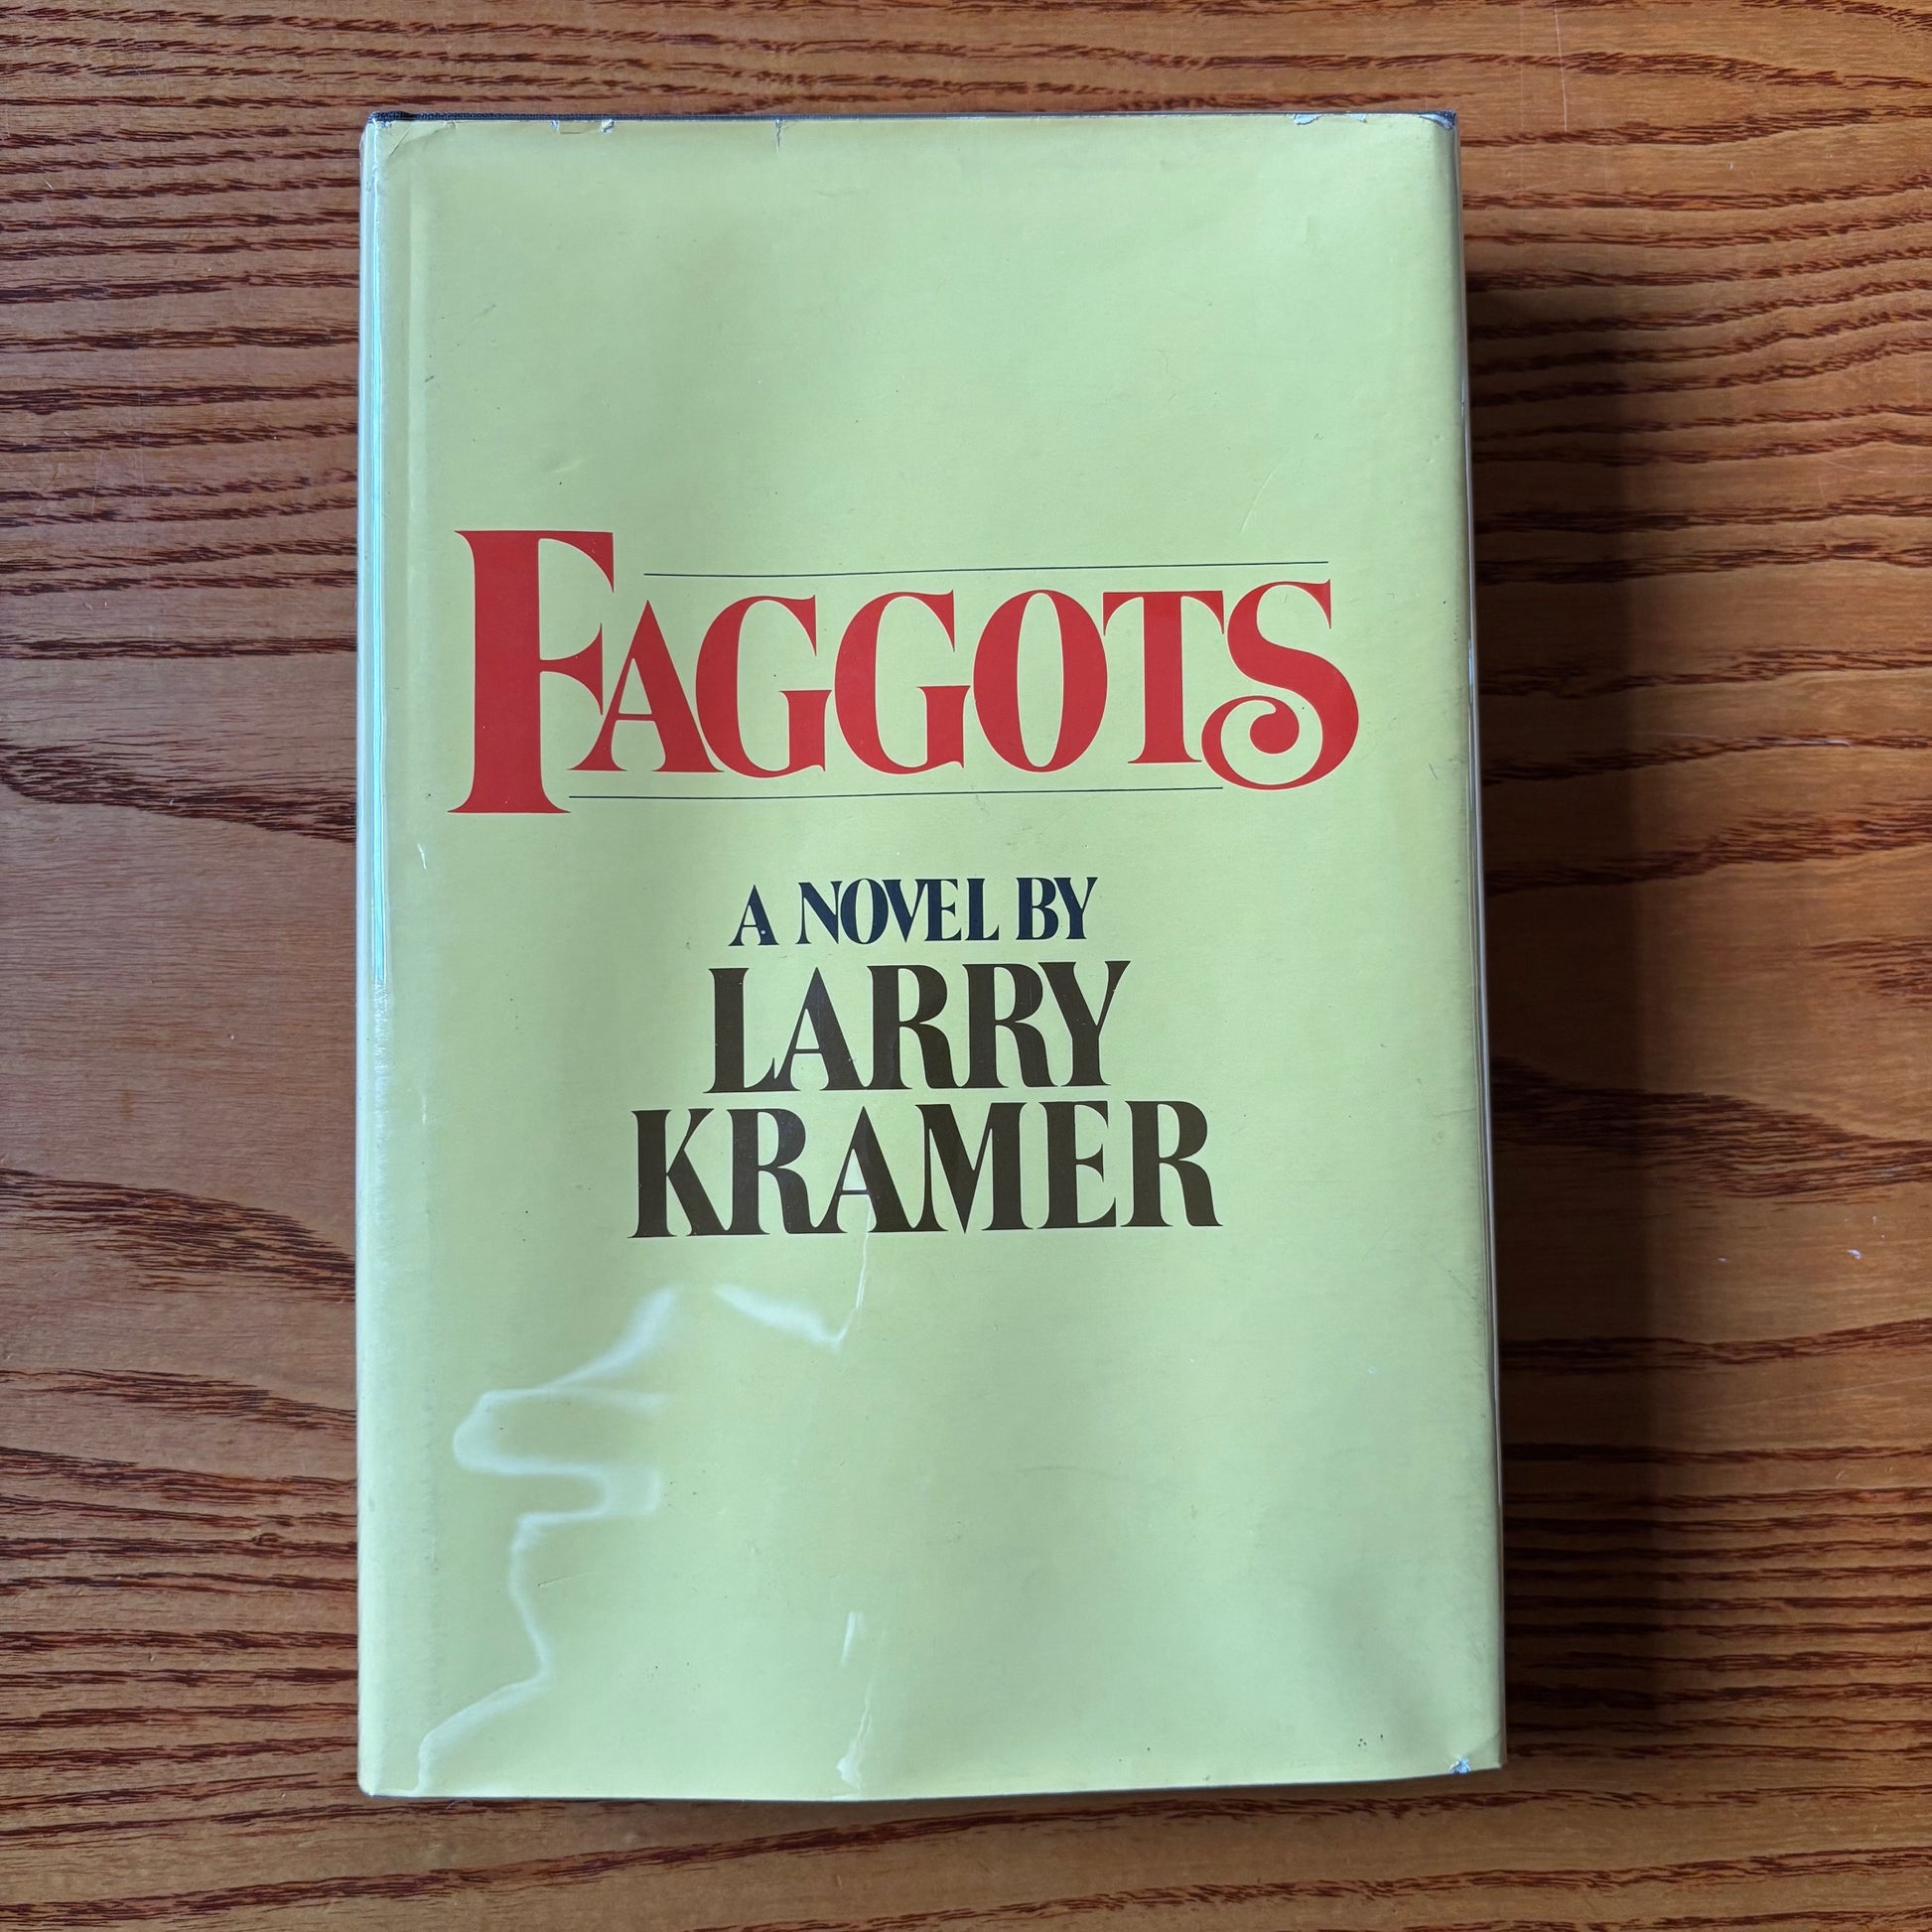 FAGGOTS
A NOVEL BY
LARRY
KRAMER